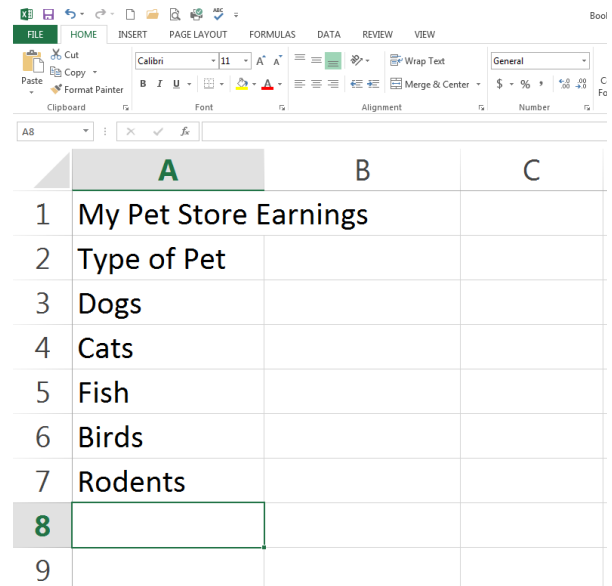 Book
FILE HOME INSERT PAGE LAYOUT FORMULAS DATA REVIEW VIEW
Cut
Calibri 11 A A Wrap Text General
Copy
Paste B I U A Merge & Center $ % , .00
Format Painter
Clipboard Font Alignment Number
A8 fx
A B C
1 My Pet Store Earnings
2 Type of Pet
3 Dogs
4 Cats
5 Fish
6 Birds
7 Rodents
8
9